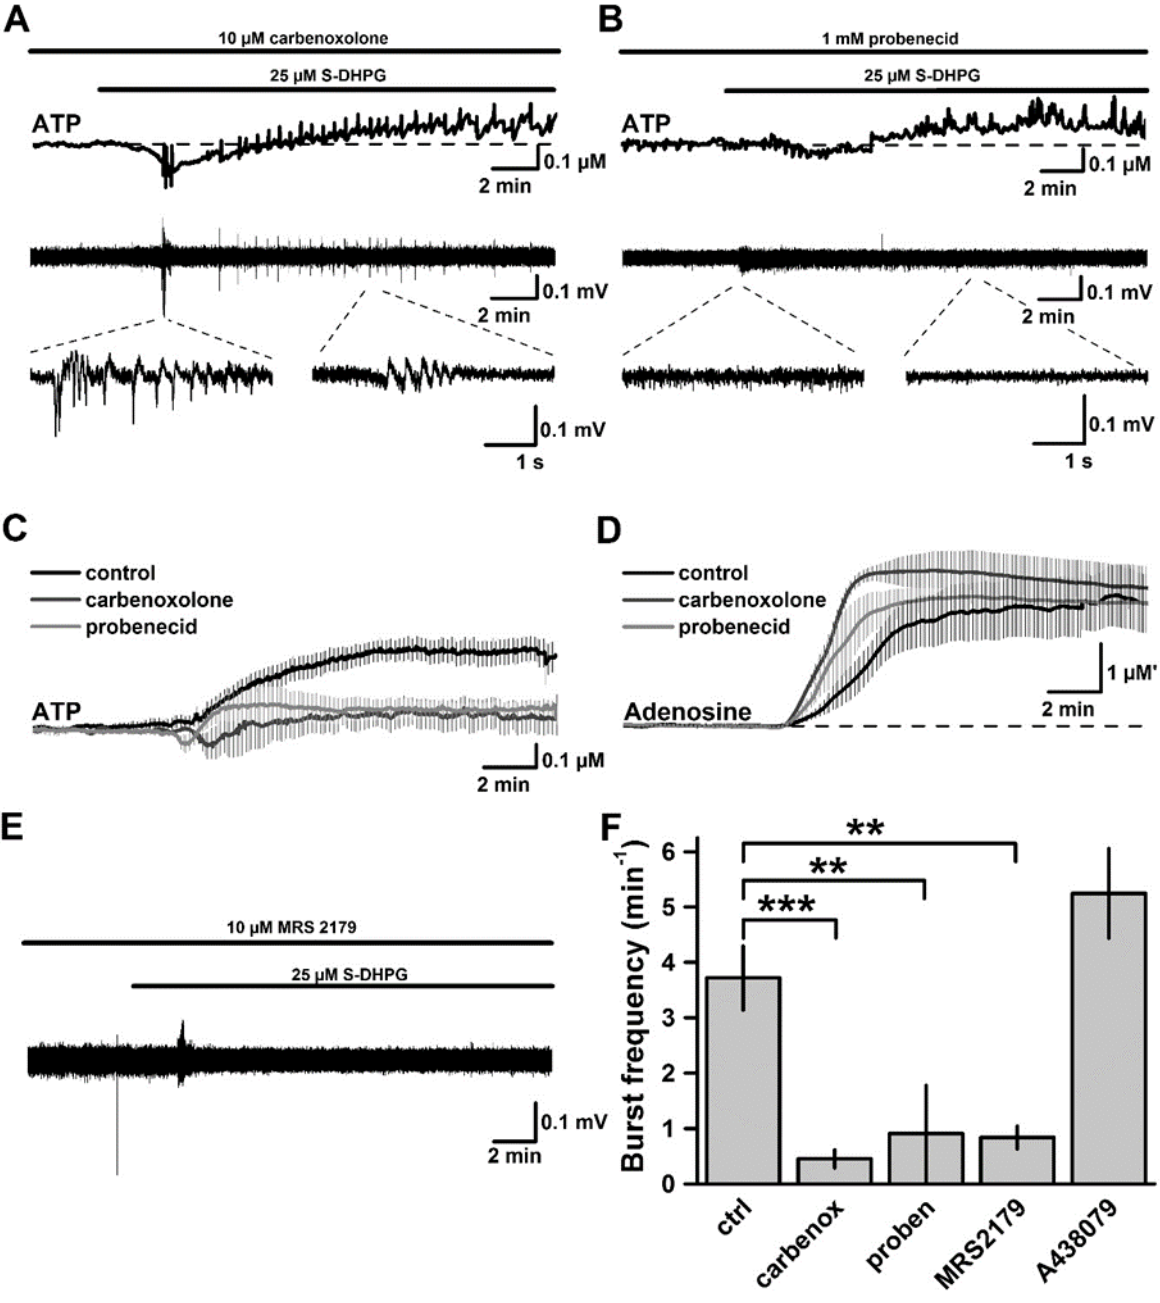 A
10 µM carbenoxolone
25 µM S-DHPG
ATP
0.1 µM
2 min
0.1 mV
2 min
0.1 mV
1 s
B
1 mM probenecid
25 µM S-DHPG
ATP
0.1 µM
2 min
0.1 mV
2 min
0.1 mV
1 s
C
control
carbenoxolone
probenecid
ATP
0.1 µM
2 min
D
control
carbenoxolone
probenecid
Adenosine
1 µM'
2 min
E
10 µM MRS 2179
25 µM S-DHPG
0.1 mV
2 min
F
Burst frequency (min⁻¹)
6
5
4
3
2
1
0
**
**
***
ctrl
carbenox
proben
MRS2179
A438079